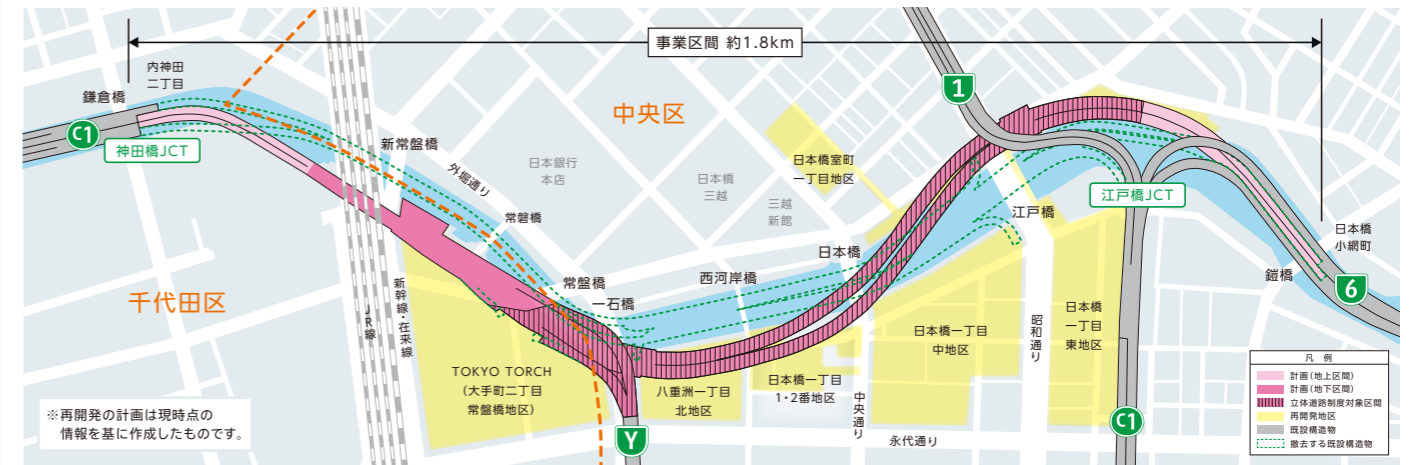 事業区間 約1.8km
内神田
二丁目
鎌倉橋
C1
神田橋JCT
新常盤橋
外堀通り
日本銀行
本店
常磐橋
中央区
日本橋
三越
三越
新館
日本橋室町
一丁目地区
1
江戸橋
江戸橋JCT
日本橋
小網町
鎧橋
6
千代田区
JR線
新幹線・在来線
常盤橋
一石橋
西河岸橋
日本橋
TOKYO TORCH
(大手町二丁目
常盤橋地区)
八重洲一丁目
北地区
日本橋一丁目
1・2番地区
中央通り
日本橋一丁目
中地区
昭和通り
日本橋
一丁目
東地区
永代通り
Y
C1
※再開発の計画は現時点の
情報を基に作成したものです。
凡 例
計画(地上区間)
計画(地下区間)
立体道路制度対象区間
再開発地区
既設構造物
撤去する既設構造物